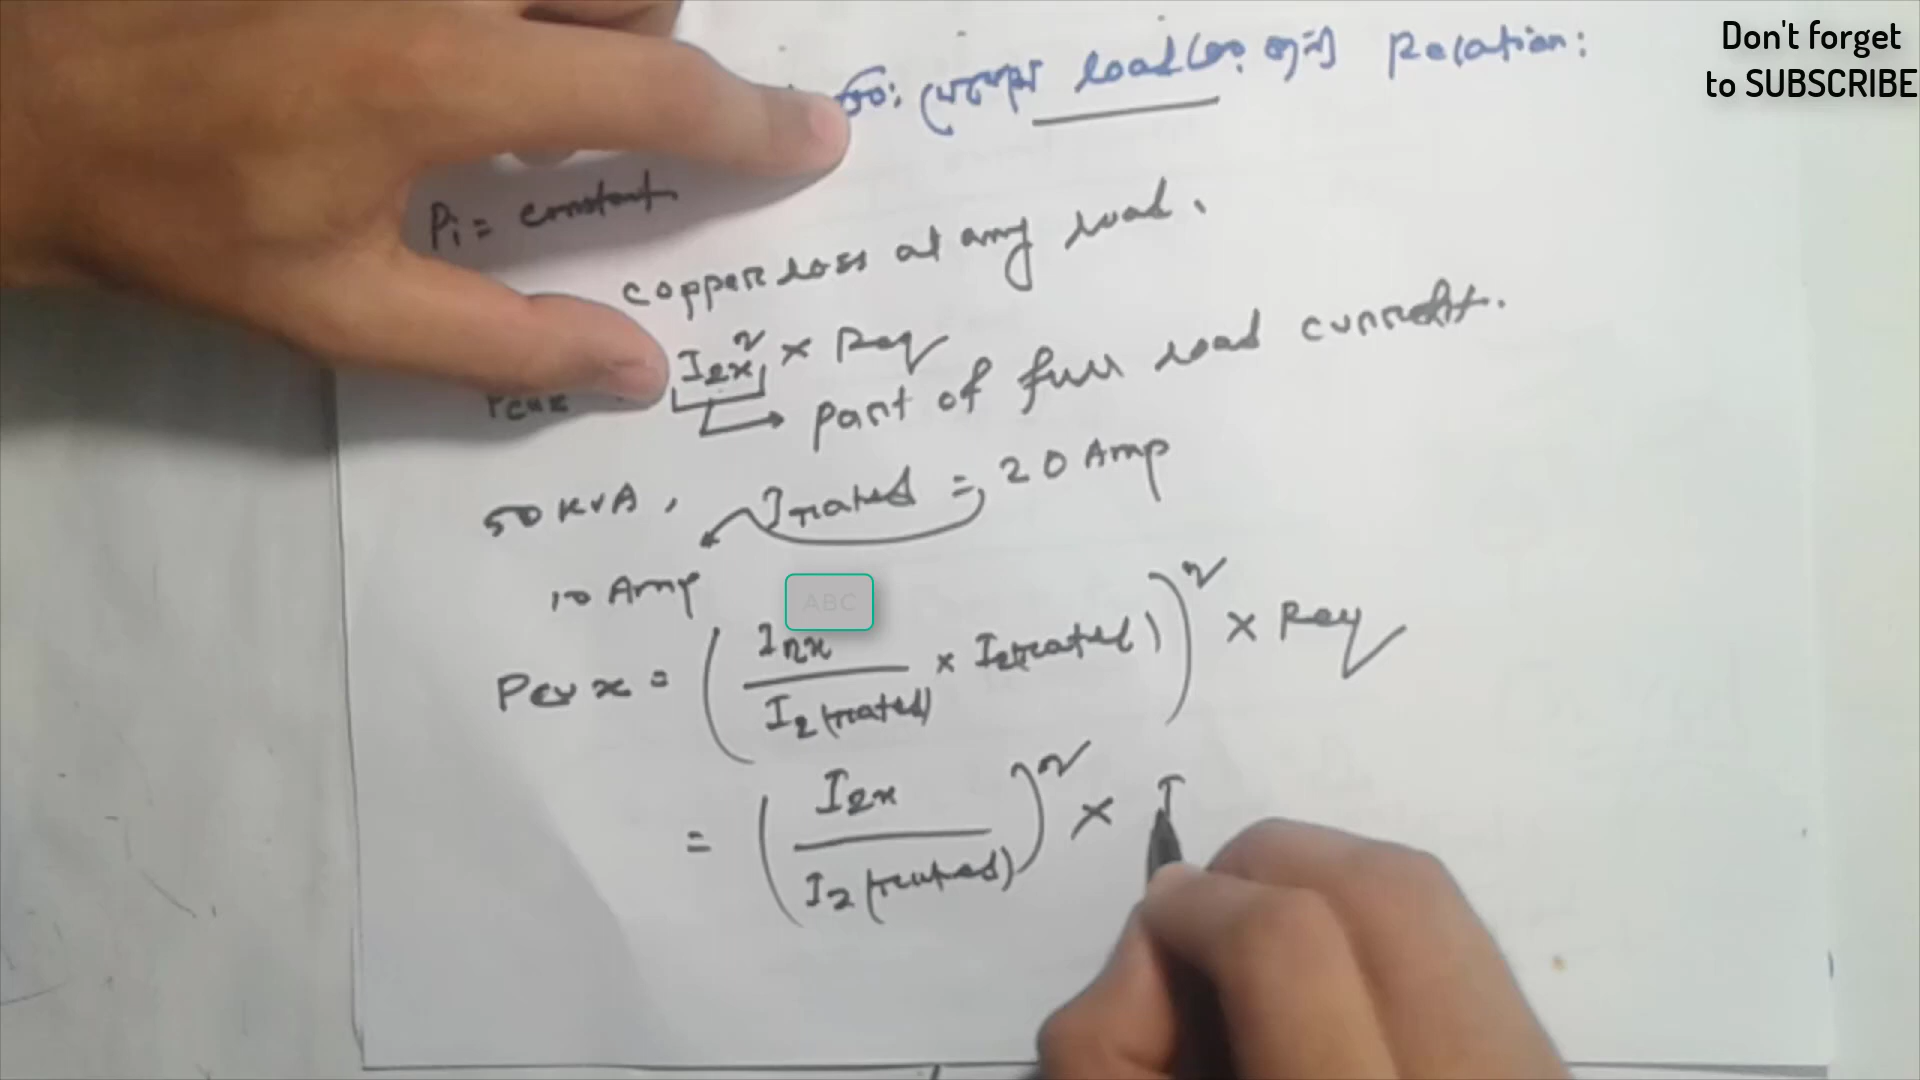 Don't forget
to SUBSCRIBE
load Relation:
Pi = constant
copper loss at any load.
Pcux I2x² × Req
part of full load current.
50 KVA, Irated = 20 Amp
10 Amp
ABC
Pcux = (I2x / I2(rated) × I2(rated))² × Req
= (I2x / I2(rated))² × I